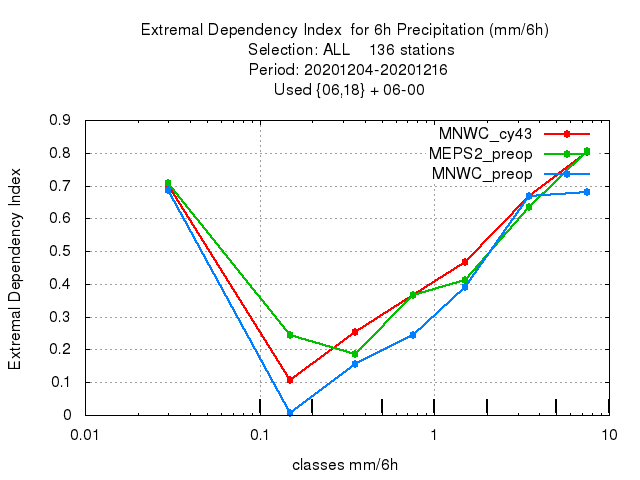 Extremal Dependency Index  for 6h Precipitation (mm/6h)
Selection: ALL    136 stations
Period: 20201204-20201216
Used {06,18} + 06-00
MNWC_cy43
MEPS2_preop
MNWC_preop
Extremal Dependency Index
0.9
0.8
0.7
0.6
0.5
0.4
0.3
0.2
0.1
0
0.01 0.1 1 10
classes mm/6h